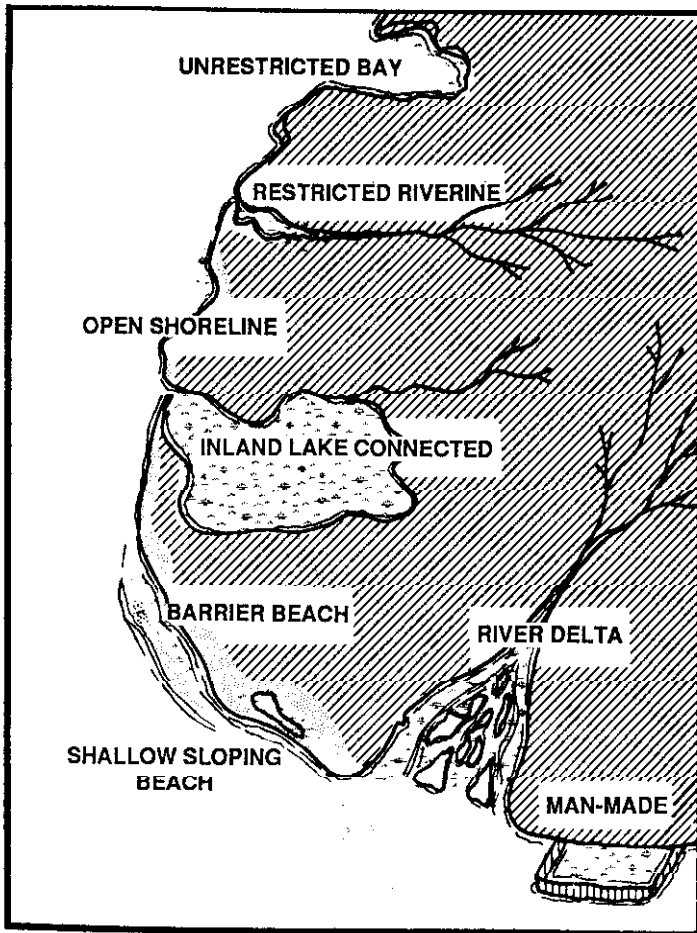 UNRESTRICTED BAY
RESTRICTED RIVERINE
OPEN SHORELINE
INLAND LAKE CONNECTED
BARRIER BEACH
RIVER DELTA
SHALLOW SLOPING
BEACH
MAN-MADE